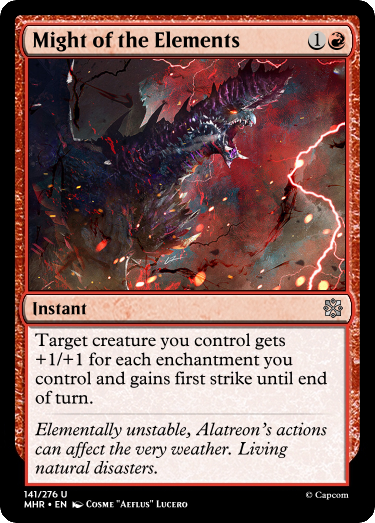 Might of the Elements 1
Instant
Target creature you control gets
+1/+1 for each enchantment you
control and gains first strike until end
of turn.
Elementally unstable, Alatreon's actions
can affect the very weather. Living
natural disasters.
141/276 U
MHR • EN Cosme "Aeflus" Lucero
© Capcom